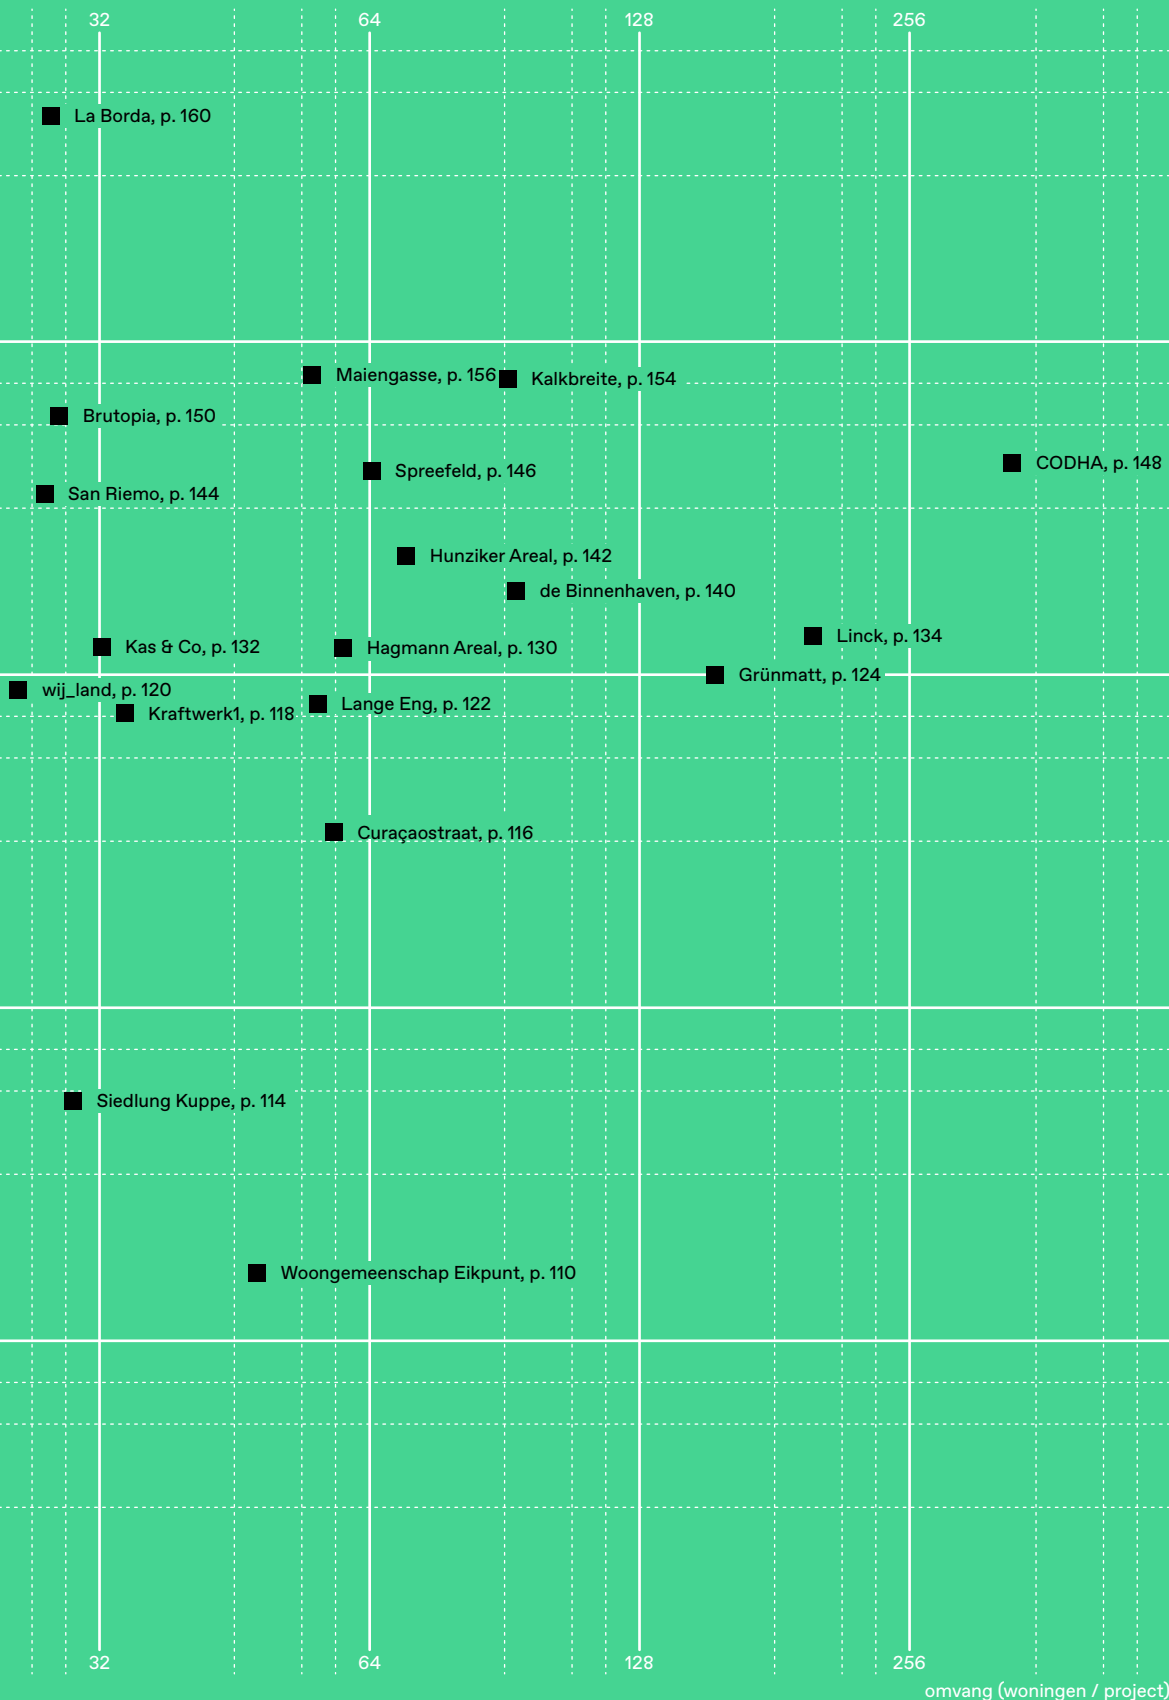 32 64 128 256
La Borda, p. 160
Maiengasse, p. 156
Kalkbreite, p. 154
Brutopia, p. 150
CODHA, p. 148
Spreefeld, p. 146
San Riemo, p. 144
Hunziker Areal, p. 142
de Binnenhaven, p. 140
Linck, p. 134
Kas & Co, p. 132
Hagmann Areal, p. 130
Grünmatt, p. 124
wij_land, p. 120
Lange Eng, p. 122
Kraftwerk1, p. 118
Curaçaostraat, p. 116
Siedlung Kuppe, p. 114
Woongemeenschap Eikpunt, p. 110
32 64 128 256
omvang (woningen / project)